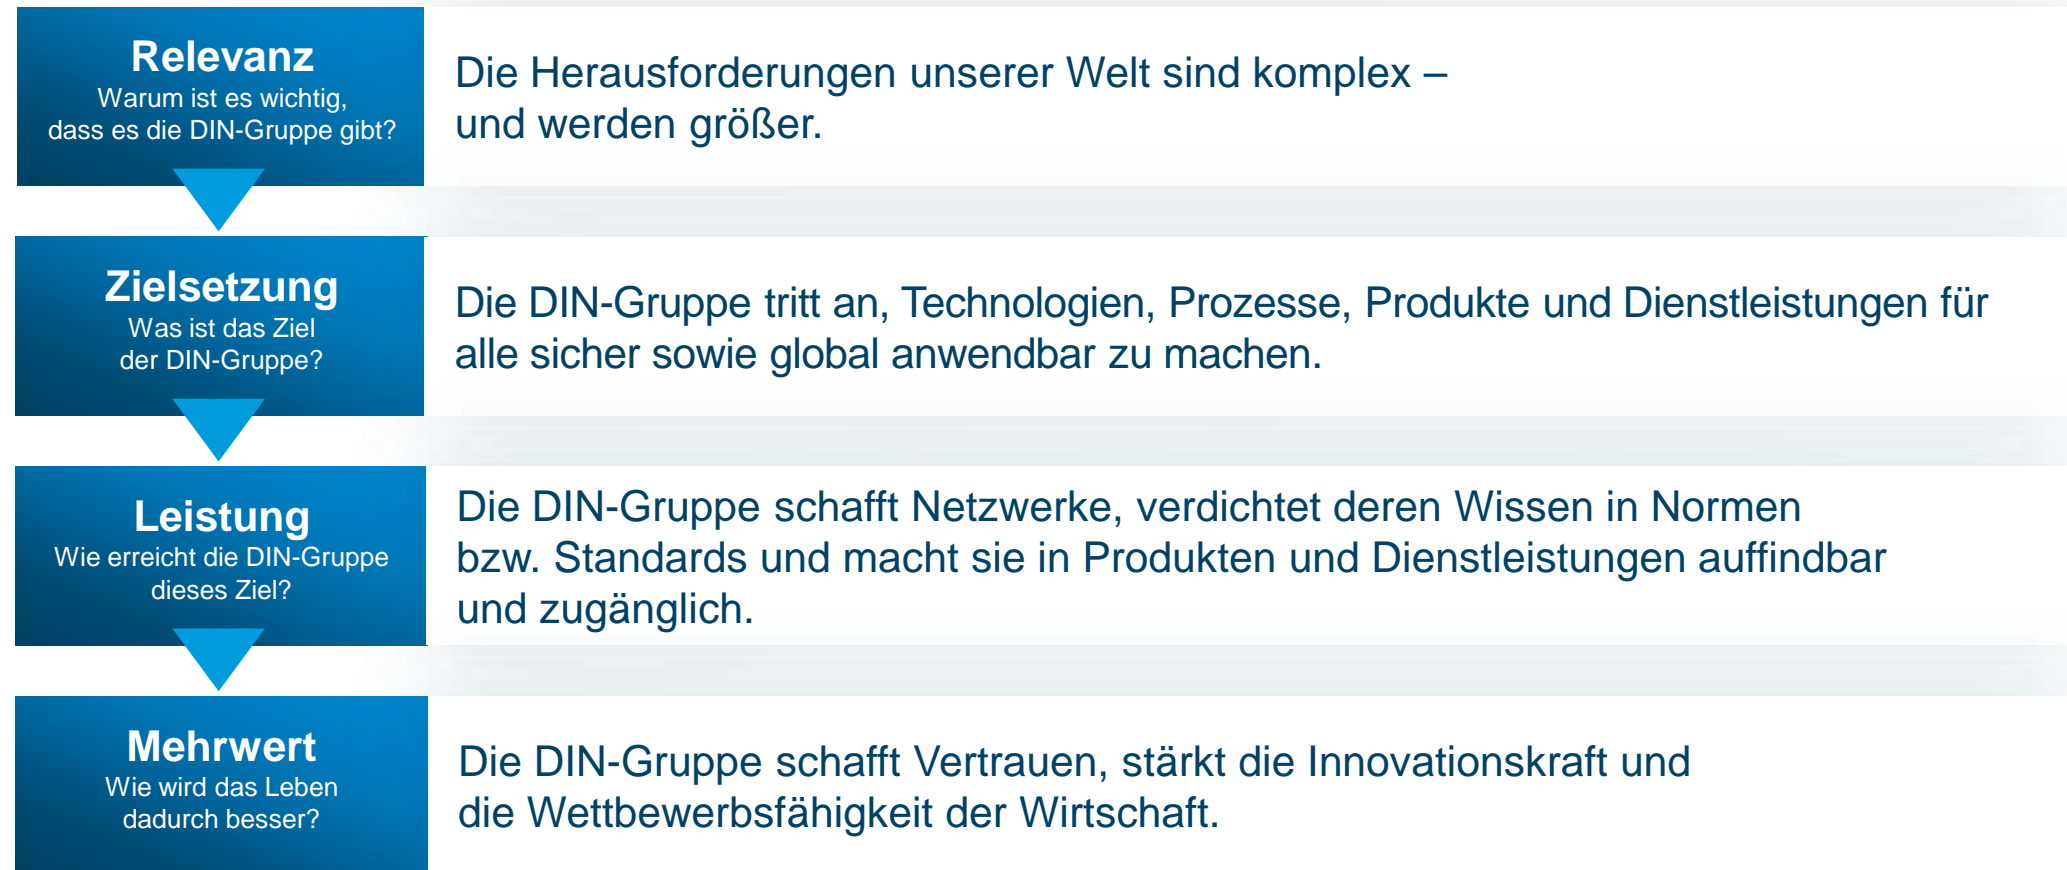 Relevanz
Warum ist es wichtig,
dass es die DIN-Gruppe gibt?
Die Herausforderungen unserer Welt sind komplex –
und werden größer.
Zielsetzung
Was ist das Ziel
der DIN-Gruppe?
Die DIN-Gruppe tritt an, Technologien, Prozesse, Produkte und Dienstleistungen für
alle sicher sowie global anwendbar zu machen.
Leistung
Wie erreicht die DIN-Gruppe
dieses Ziel?
Die DIN-Gruppe schafft Netzwerke, verdichtet deren Wissen in Normen
bzw. Standards und macht sie in Produkten und Dienstleistungen auffindbar
und zugänglich.
Mehrwert
Wie wird das Leben
dadurch besser?
Die DIN-Gruppe schafft Vertrauen, stärkt die Innovationskraft und
die Wettbewerbsfähigkeit der Wirtschaft.